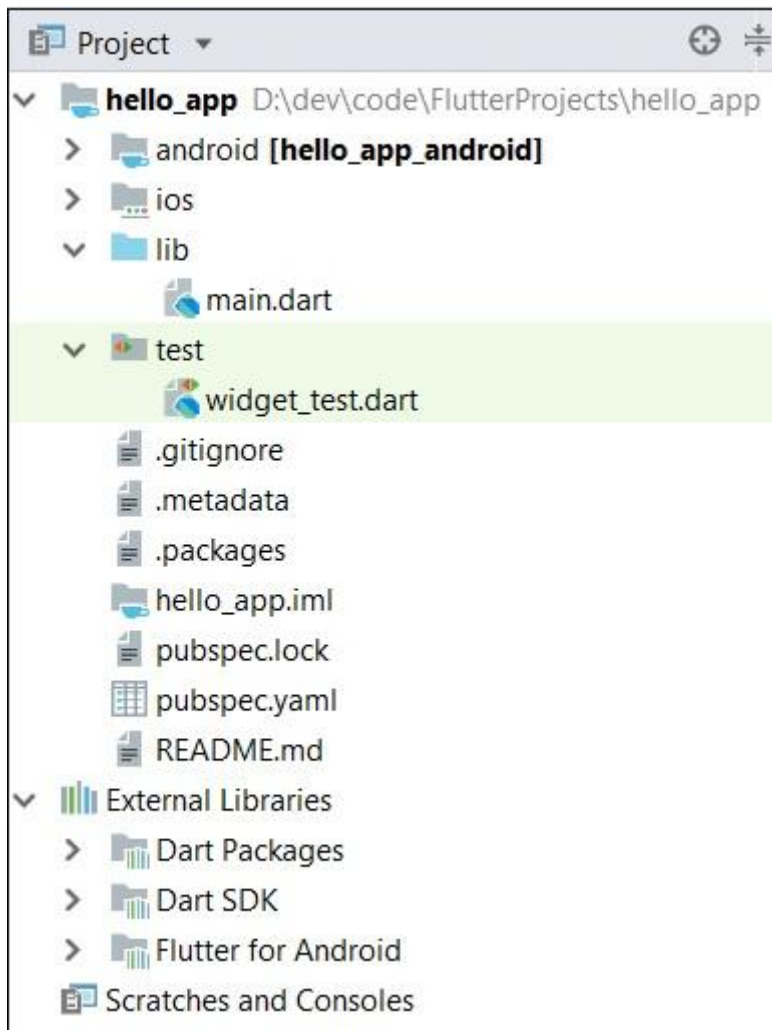 Project
hello_app D:\dev\code\FlutterProjects\hello_app
android [hello_app_android]
ios
lib
main.dart
test
widget_test.dart
.gitignore
.metadata
.packages
hello_app.iml
pubspec.lock
pubspec.yaml
README.md
External Libraries
Dart Packages
Dart SDK
Flutter for Android
Scratches and Consoles